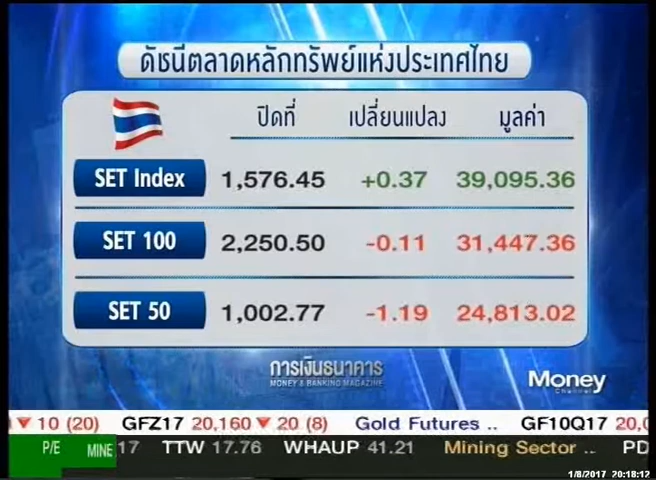 ดัชนีตลาดหลักทรัพย์แห่งประเทศไทย
ปิดที่ เปลี่ยนแปลง มูลค่า
SET Index 1,576.45 +0.37 39,095.36
SET 100 2,250.50 -0.11 31,447.36
SET 50 1,002.77 -1.19 24,813.02
การเงินธนาคาร
MONEY & BANKING MAGAZINE
Money
Channel
▼ 10 (20) GFZ17 20,160 ▼ 20 (8) Gold Futures .. GF10Q17 20,0
P/E MINE 17 TTW 17.76 WHAUP 41.21 Mining Sector .. PD
1/8/2017 20:18:12